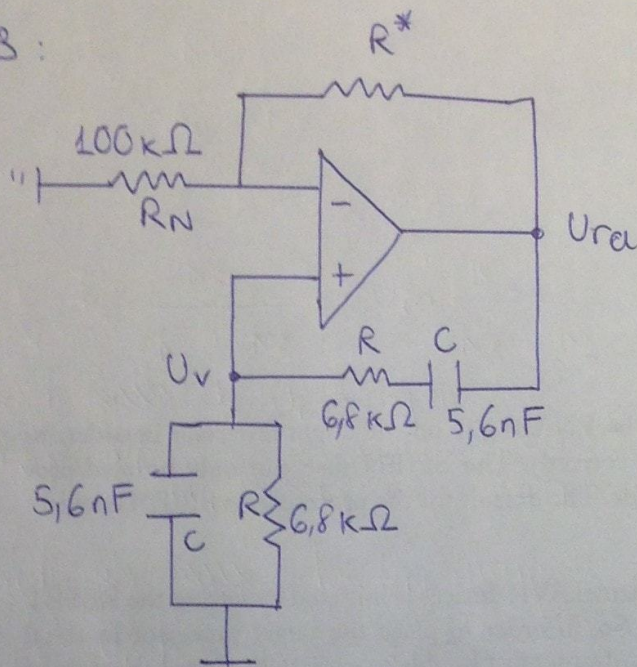 3 :
R*
100kΩ
RN
−
+
Ura
Uv
R C
6,8kΩ 5,6nF
5,6nF R 6,8kΩ
C